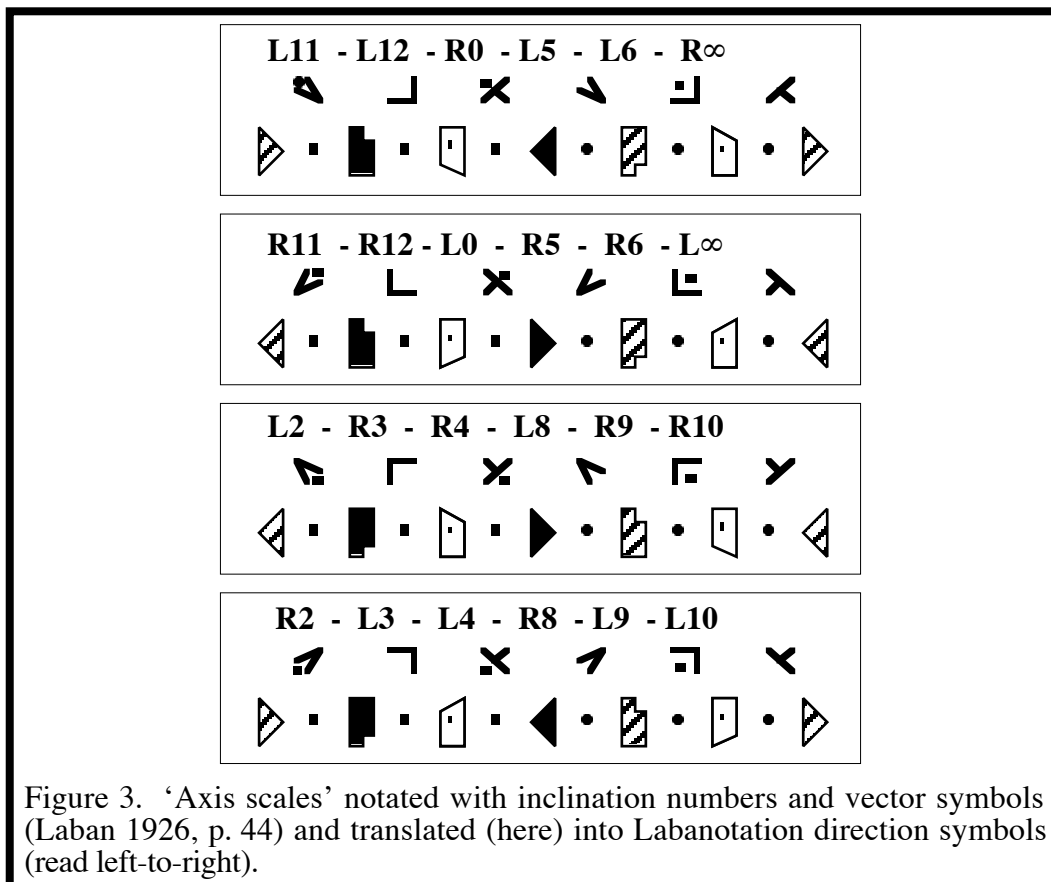 L11 - L12 - R0 - L5 - L6 - R∞
R11 - R12 - L0 - R5 - R6 - L∞
L2 - R3 - R4 - L8 - R9 - R10
R2 - L3 - L4 - R8 - L9 - L10
Figure 3. ‘Axis scales’ notated with inclination numbers and vector symbols
(Laban 1926, p. 44) and translated (here) into Labanotation direction symbols
(read left-to-right).